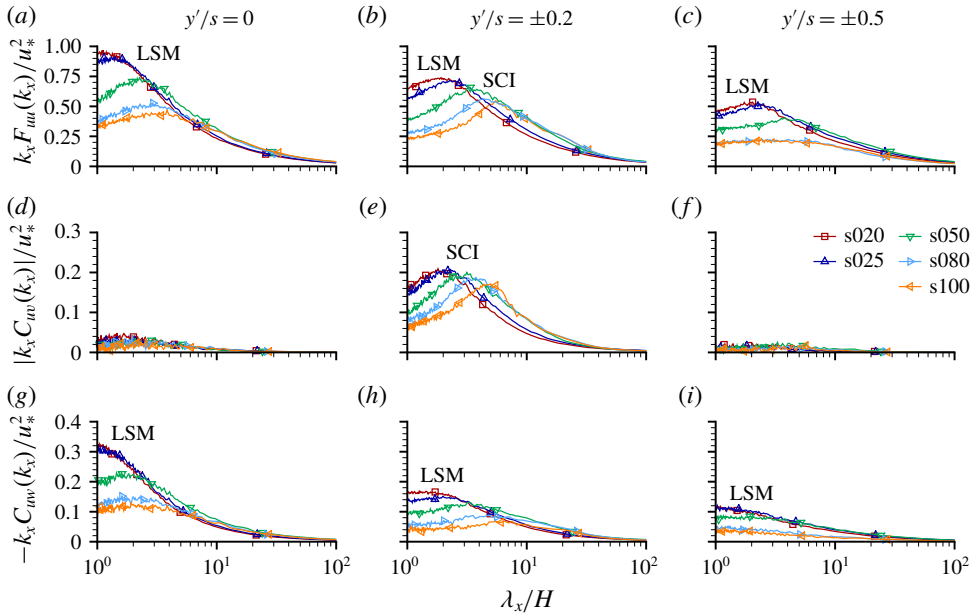 (a) y′/s = 0 (b) y′/s = ±0.2 (c) y′/s = ±0.5
k_x F_uu(k_x)/u_*^2
1.00
0.75
0.50
0.25
0
LSM
LSM
SCI
LSM
(d) (e) (f)
|k_x C_uv(k_x)|/u_*^2
0.3
0.2
0.1
0
SCI
s020 s050
s025 s080
s100
(g) (h) (i)
−k_x C_uw(k_x)/u_*^2
0.4
0.3
0.2
0.1
0
LSM
LSM
LSM
10^0 10^1 10^2 10^0 10^1 10^2 10^0 10^1 10^2
λ_x/H